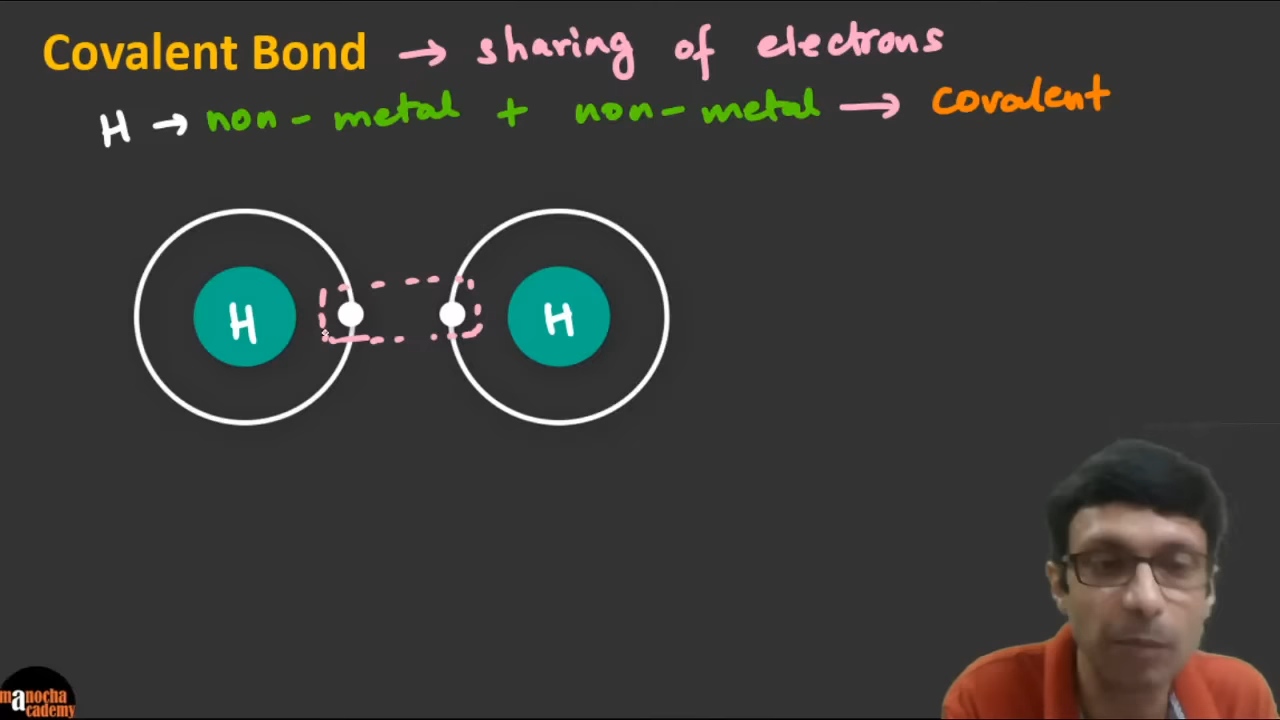 Covalent Bond → sharing of electrons
H → non-metal + non-metal → covalent
H H
manocha
academy